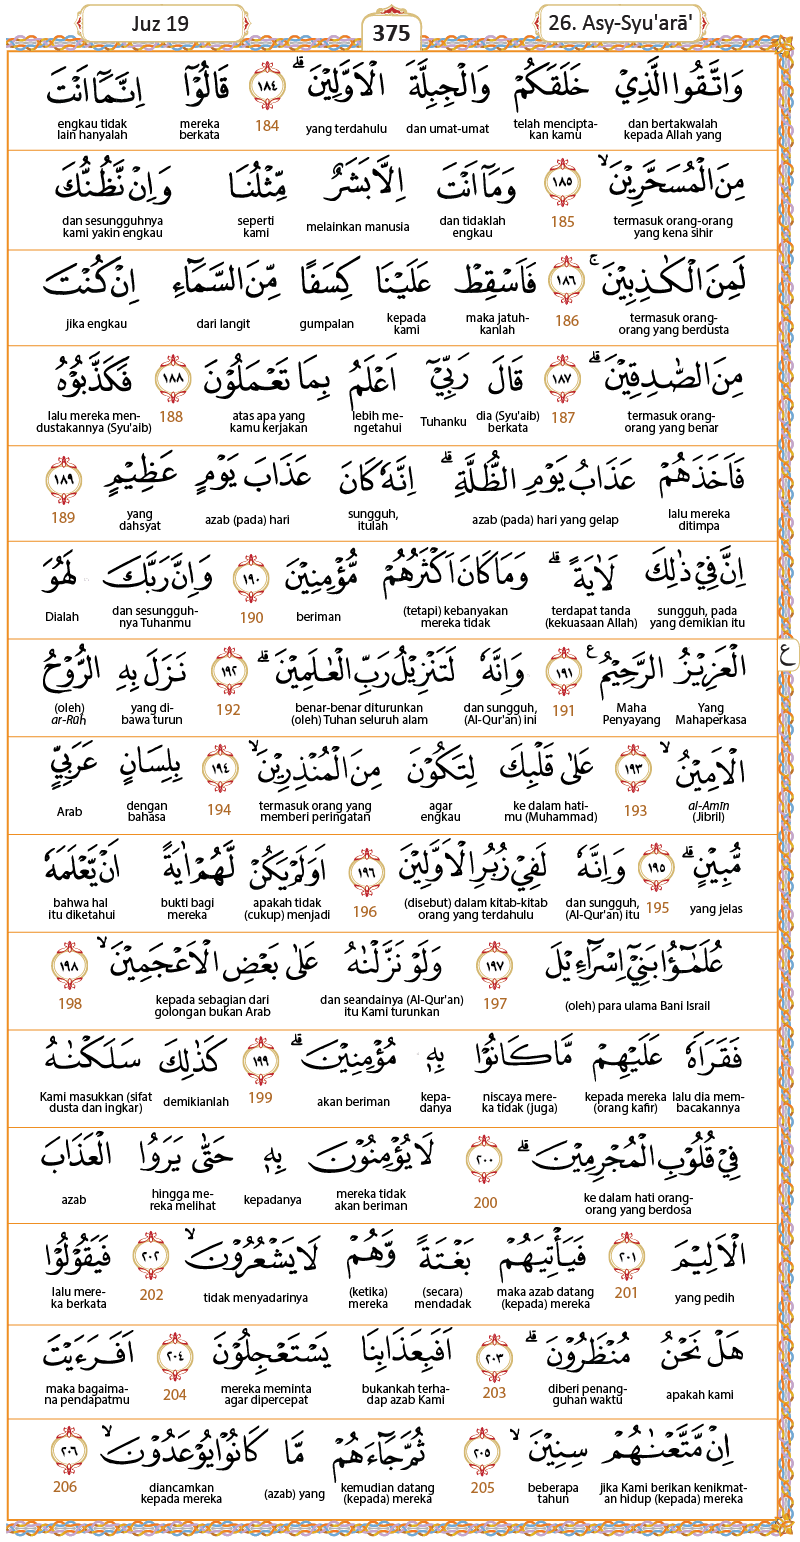 Juz 19
375
26. Asy-Syu'arā'
وَاتَّقُوا الَّذِيْ خَلَقَكُمْ وَالْجِبِلَّةَ الْاَوَّلِيْنَ ۗ ١٨٤ قَالُوْٓا اِنَّمَآ اَنْتَ
dan bertakwalah kepada Allah yang telah mencipta-kan kamu dan umat-umat yang terdahulu 184 mereka berkata engkau tidak lain hanyalah
مِنَ الْمُسَحَّرِيْنَ ۙ ١٨٥ وَمَآ اَنْتَ اِلَّا بَشَرٌ مِّثْلُنَا وَاِنْ نَّظُنُّكَ
termasuk orang-orang yang kena sihir 185 dan tidaklah engkau melainkan manusia seperti kami dan sesungguhnya kami yakin engkau
لَمِنَ الْكٰذِبِيْنَ ۚ ١٨٦ فَاَسْقِطْ عَلَيْنَا كِسَفًا مِّنَ السَّمَاۤءِ اِنْ كُنْتَ
termasuk orang-orang yang berdusta 186 maka jatuh-kanlah kepada kami gumpalan dari langit jika engkau
مِنَ الصّٰدِقِيْنَ ۗ ١٨٧ قَالَ رَبِّيْٓ اَعْلَمُ بِمَا تَعْمَلُوْنَ ١٨٨ فَكَذَّبُوْهُ
termasuk orang-orang yang benar 187 dia (Syu'aib) berkata Tuhanku lebih me-ngetahui atas apa yang kamu kerjakan 188 lalu mereka men-dustakannya (Syu'aib)
فَاَخَذَهُمْ عَذَابُ يَوْمِ الظُّلَّةِ ۗ اِنَّهٗ كَانَ عَذَابَ يَوْمٍ عَظِيْمٍ ١٨٩
lalu mereka ditimpa azab (pada) hari yang gelap sungguh, itulah azab (pada) hari yang dahsyat 189
اِنَّ فِيْ ذٰلِكَ لَاٰيَةً ۗ وَمَا كَانَ اَكْثَرُهُمْ مُّؤْمِنِيْنَ ١٩٠ وَاِنَّ رَبَّكَ لَهُوَ
sungguh, pada yang demikian itu terdapat tanda (kekuasaan Allah) (tetapi) kebanyakan mereka tidak beriman 190 dan sesungguh-nya Tuhanmu Dialah
الْعَزِيْزُ الرَّحِيْمُ ࣖ ١٩١ وَاِنَّهٗ لَتَنْزِيْلُ رَبِّ الْعٰلَمِيْنَ ۗ ١٩٢ نَزَلَ بِهِ الرُّوْحُ
ع
Yang Mahaperkasa Maha Penyayang 191 dan sungguh, (Al-Qur'an) ini benar-benar diturunkan (oleh) Tuhan seluruh alam 192 yang di-bawa turun (oleh) ar-Rūḥ
الْاَمِيْنُ ۙ ١٩٣ عَلٰى قَلْبِكَ لِتَكُوْنَ مِنَ الْمُنْذِرِيْنَ ۙ ١٩٤ بِلِسَانٍ عَرَبِيٍّ
al-Amīn (Jibril) 193 ke dalam hati-mu (Muhammad) agar engkau termasuk orang yang memberi peringatan 194 dengan bahasa Arab
مُّبِيْنٍ ۗ ١٩٥ وَاِنَّهٗ لَفِيْ زُبُرِ الْاَوَّلِيْنَ ١٩٦ اَوَلَمْ يَكُنْ لَّهُمْ اٰيَةً اَنْ يَّعْلَمَهٗ
yang jelas 195 dan sungguh, (Al-Qur'an) itu (disebut) dalam kitab-kitab orang yang terdahulu 196 apakah tidak (cukup) menjadi bukti bagi mereka bahwa hal itu diketahui
عُلَمٰۤؤُا بَنِيْٓ اِسْرَاۤءِيْلَ ١٩٧ وَلَوْ نَزَّلْنٰهُ عَلٰى بَعْضِ الْاَعْجَمِيْنَ ۙ ١٩٨
(oleh) para ulama Bani Israil 197 dan seandainya (Al-Qur'an) itu Kami turunkan kepada sebagian dari golongan bukan Arab 198
فَقَرَاَهٗ عَلَيْهِمْ مَّا كَانُوْا بِهٖ مُؤْمِنِيْنَ ۗ ١٩٩ كَذٰلِكَ سَلَكْنٰهُ
lalu dia mem-bacakannya kepada mereka (orang kafir) niscaya mere-ka tidak (juga) kepa-danya akan beriman 199 demikianlah Kami masukkan (sifat dusta dan ingkar)
فِيْ قُلُوْبِ الْمُجْرِمِيْنَ ۗ ٢٠٠ لَا يُؤْمِنُوْنَ بِهٖ حَتّٰى يَرَوُا الْعَذَابَ
ke dalam hati orang-orang yang berdosa 200 mereka tidak akan beriman kepadanya hingga me-reka melihat azab
الْاَلِيْمَ ٢٠١ فَيَأْتِيَهُمْ بَغْتَةً وَّهُمْ لَا يَشْعُرُوْنَ ۙ ٢٠٢ فَيَقُوْلُوْا
yang pedih 201 maka azab datang (kepada) mereka (secara) mendadak (ketika) mereka tidak menyadarinya 202 lalu mere-ka berkata
هَلْ نَحْنُ مُنْظَرُوْنَ ۗ ٢٠٣ اَفَبِعَذَابِنَا يَسْتَعْجِلُوْنَ ٢٠٤ اَفَرَءَيْتَ
apakah kami diberi penang-guhan waktu 203 bukankah terha-dap azab Kami mereka meminta agar dipercepat 204 maka bagaima-na pendapatmu
اِنْ مَّتَّعْنٰهُمْ سِنِيْنَ ۙ ٢٠٥ ثُمَّ جَاۤءَهُمْ مَّا كَانُوْا يُوْعَدُوْنَ ۙ ٢٠٦
jika Kami berikan kenikmat-an hidup (kepada) mereka beberapa tahun 205 kemudian datang (kepada) mereka (azab) yang diancamkan kepada mereka 206